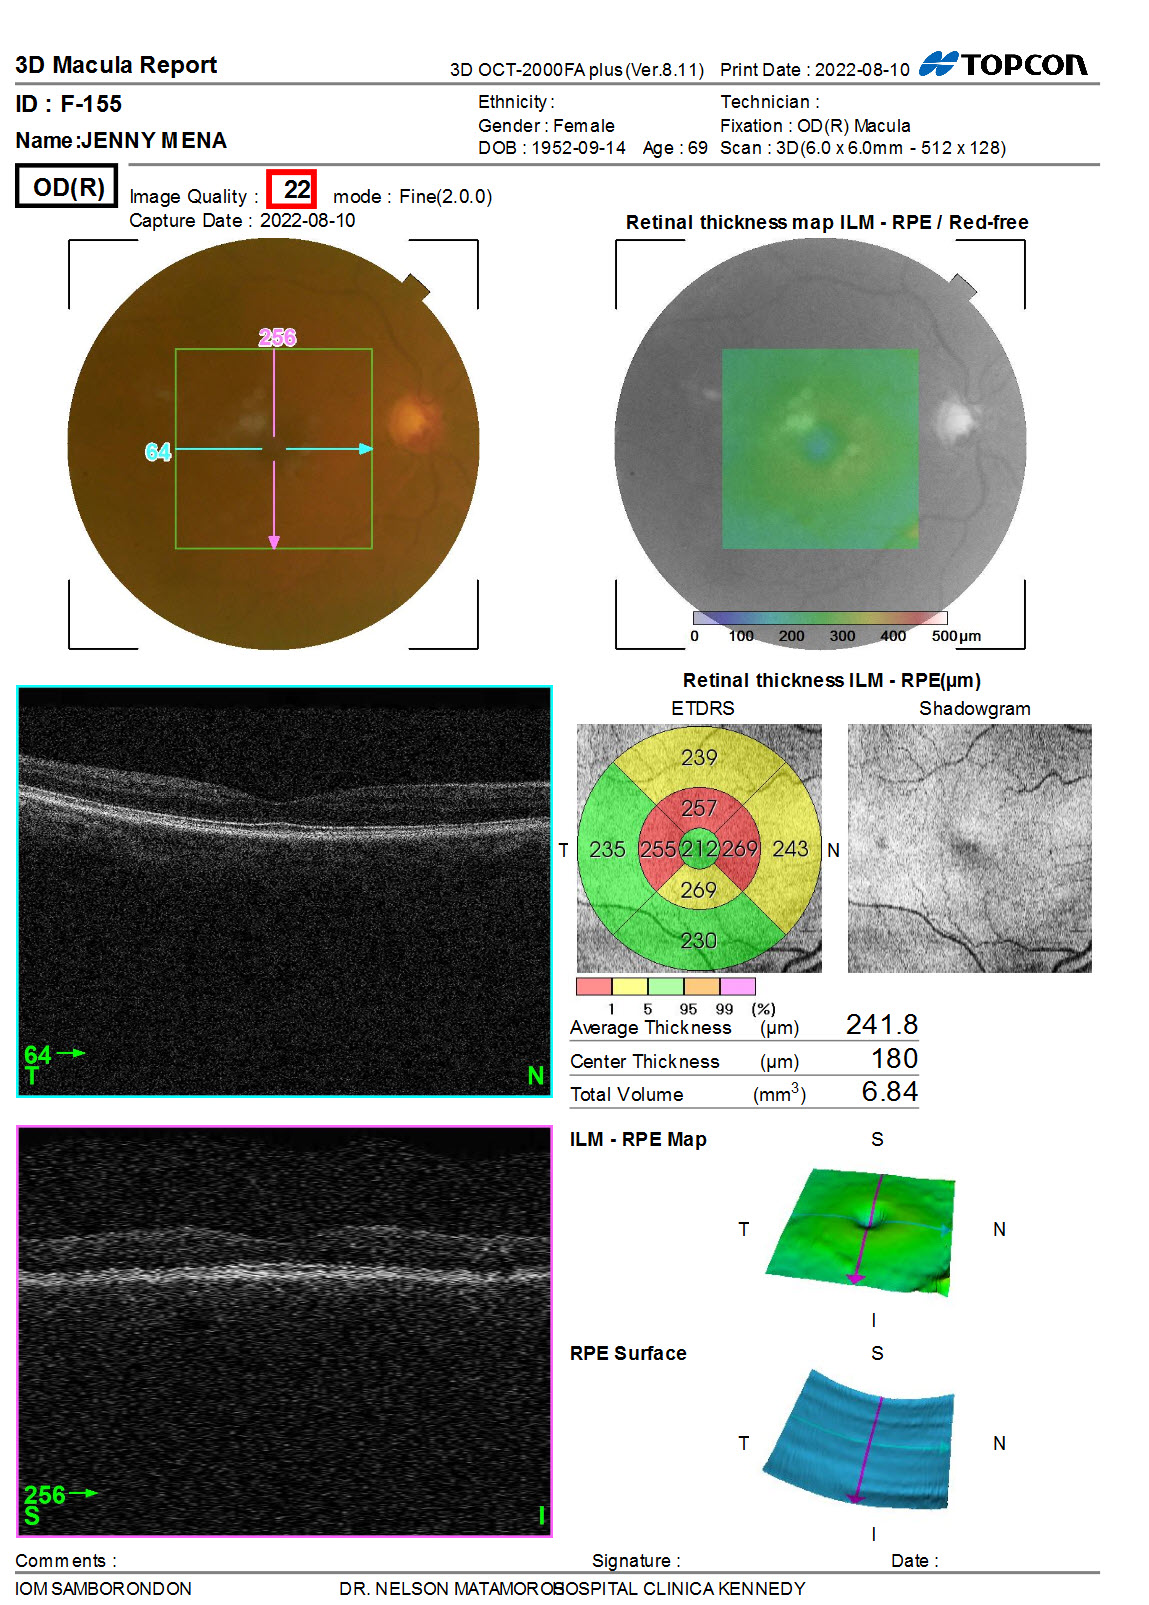 3D Macula Report
3D OCT-2000FA plus(Ver.8.11) Print Date : 2022-08-10 TOPCON
ID : F-155
Ethnicity :
Technician :
Gender : Female
Fixation : OD(R) Macula
Name:JENNY MENA
DOB : 1952-09-14 Age : 69 Scan : 3D(6.0 x 6.0mm - 512 x 128)
OD(R)
Image Quality : 22 mode : Fine(2.0.0)
Capture Date : 2022-08-10
Retinal thickness map ILM - RPE / Red-free
256
64
0 100 200 300 400 500µm
Retinal thickness ILM - RPE(µm)
ETDRS
Shadowgram
239
257
T 235 255 212 269 243 N
269
230
1 5 95 99 (%)
Average Thickness (µm) 241.8
Center Thickness (µm) 180
Total Volume (mm3) 6.84
64
T N
ILM - RPE Map
S
T N
I
RPE Surface
S
T N
I
256
S I
Comments :
Signature :
Date :
IOM SAMBORONDON
DR. NELSON MATAMOROS
HOSPITAL CLINICA KENNEDY